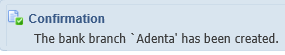 Confirmation
The bank branch `Adenta' has been created.